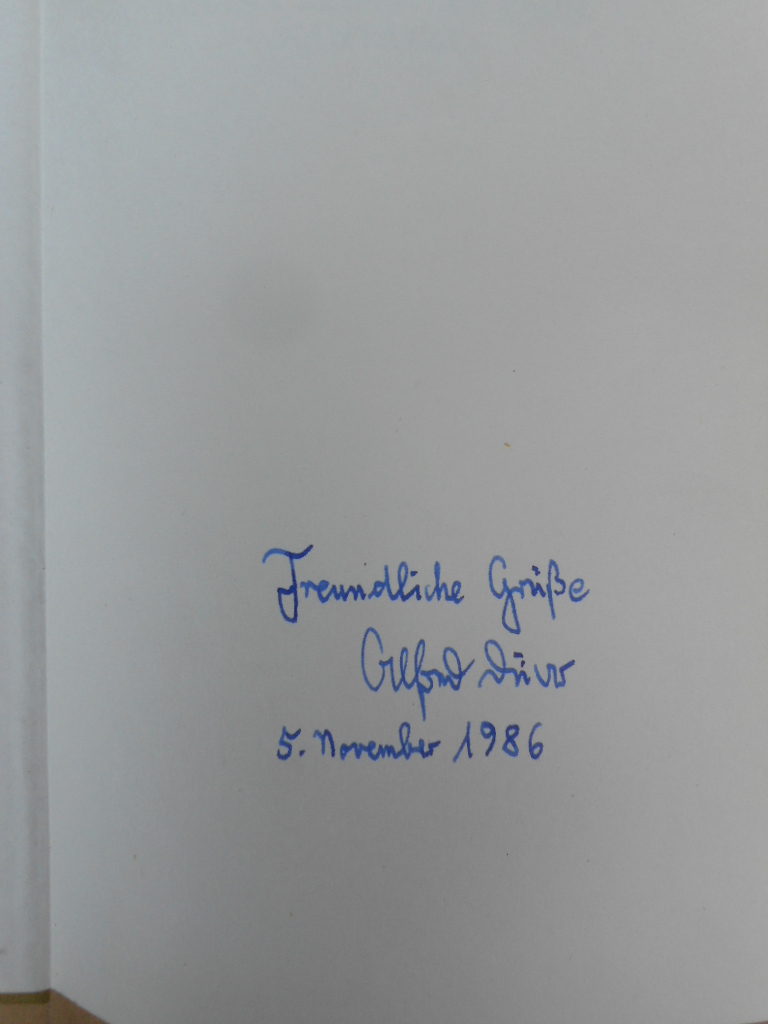 Freundliche Grüße
Alfred Dürr
5. November 1986